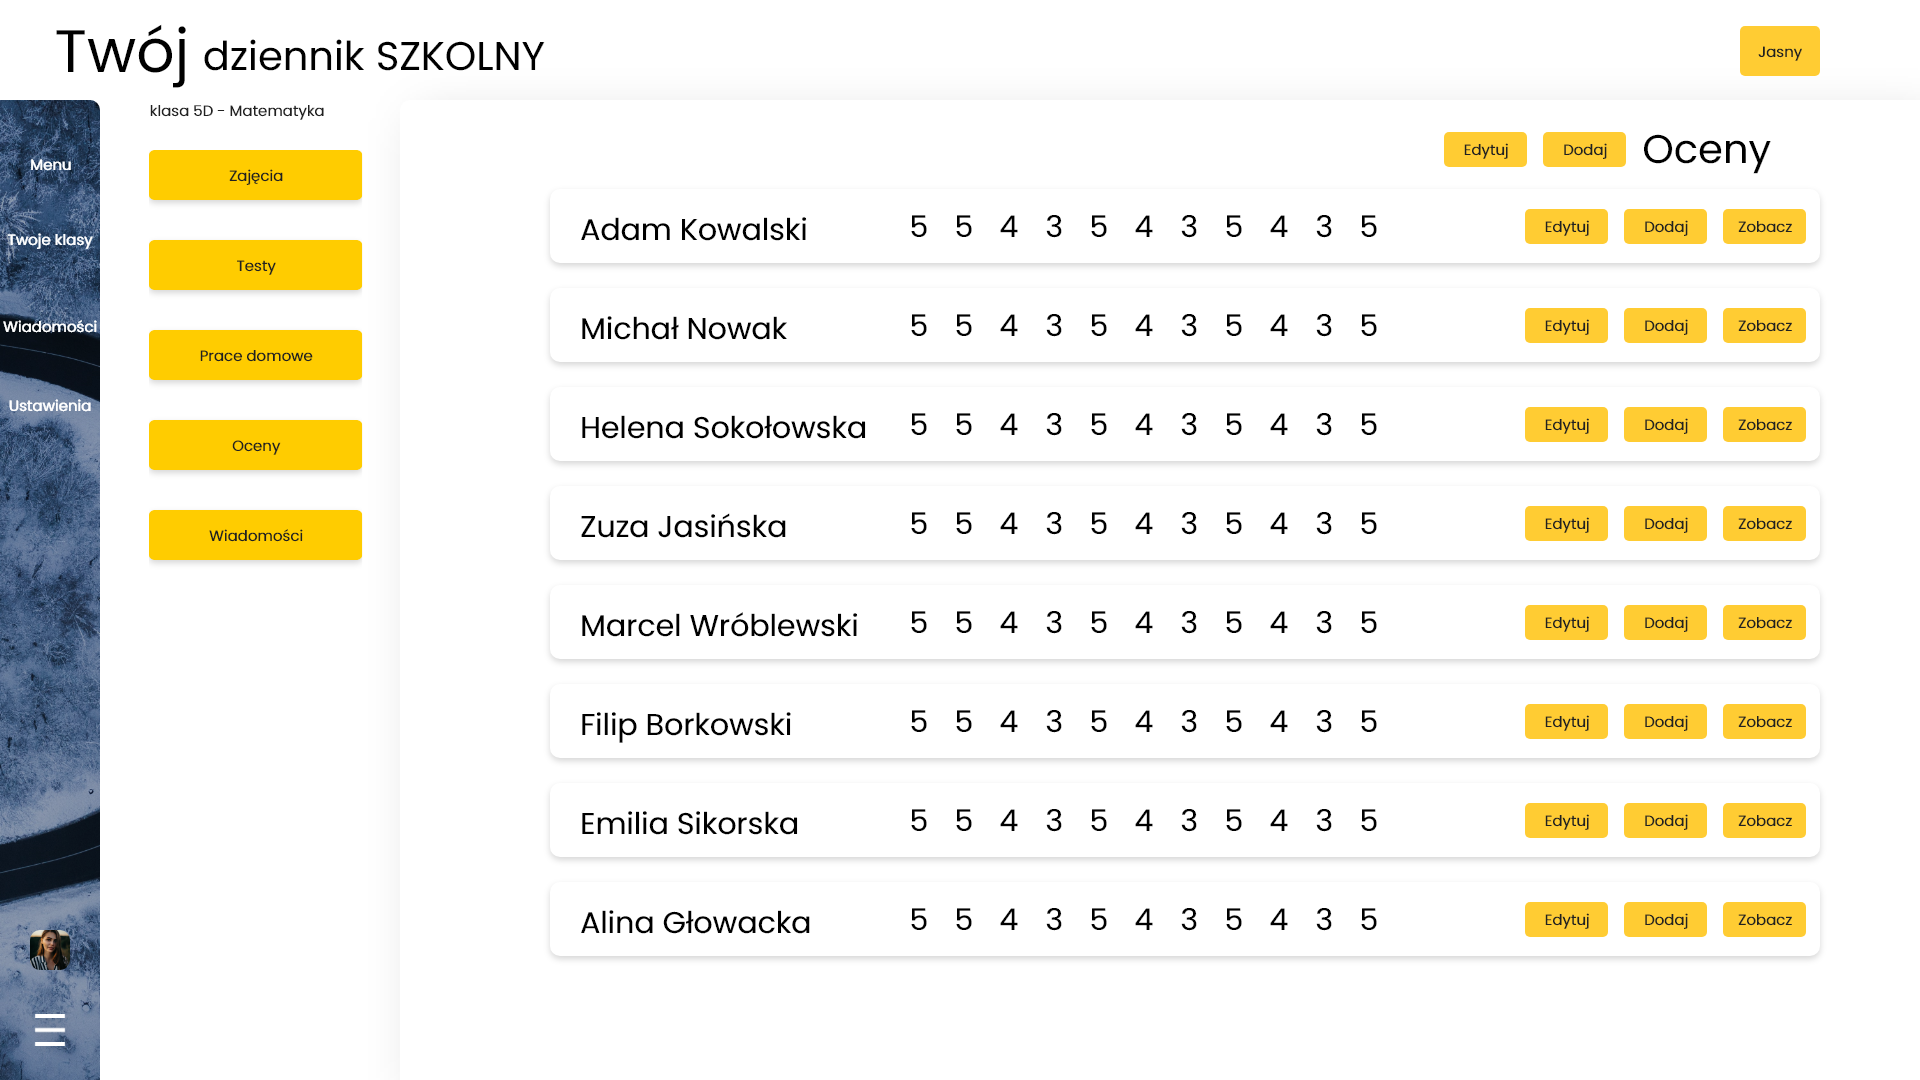 Twój dziennik SZKOLNY
Jasny
Menu
Twoje klasy
Wiadomości
Ustawienia
klasa 5D - Matematyka
Zajęcia
Testy
Prace domowe
Oceny
Wiadomości
Edytuj Dodaj Oceny
Adam Kowalski 5 5 4 3 5 4 3 5 4 3 5 Edytuj Dodaj Zobacz
Michał Nowak 5 5 4 3 5 4 3 5 4 3 5 Edytuj Dodaj Zobacz
Helena Sokołowska 5 5 4 3 5 4 3 5 4 3 5 Edytuj Dodaj Zobacz
Zuza Jasińska 5 5 4 3 5 4 3 5 4 3 5 Edytuj Dodaj Zobacz
Marcel Wróblewski 5 5 4 3 5 4 3 5 4 3 5 Edytuj Dodaj Zobacz
Filip Borkowski 5 5 4 3 5 4 3 5 4 3 5 Edytuj Dodaj Zobacz
Emilia Sikorska 5 5 4 3 5 4 3 5 4 3 5 Edytuj Dodaj Zobacz
Alina Głowacka 5 5 4 3 5 4 3 5 4 3 5 Edytuj Dodaj Zobacz